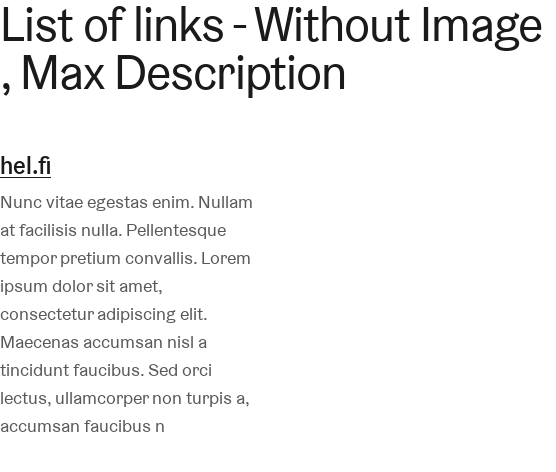 List of links - Without Image
, Max Description
hel.fi
Nunc vitae egestas enim. Nullam
at facilisis nulla. Pellentesque
tempor pretium convallis. Lorem
ipsum dolor sit amet,
consectetur adipiscing elit.
Maecenas accumsan nisl a
tincidunt faucibus. Sed orci
lectus, ullamcorper non turpis a,
accumsan faucibus n